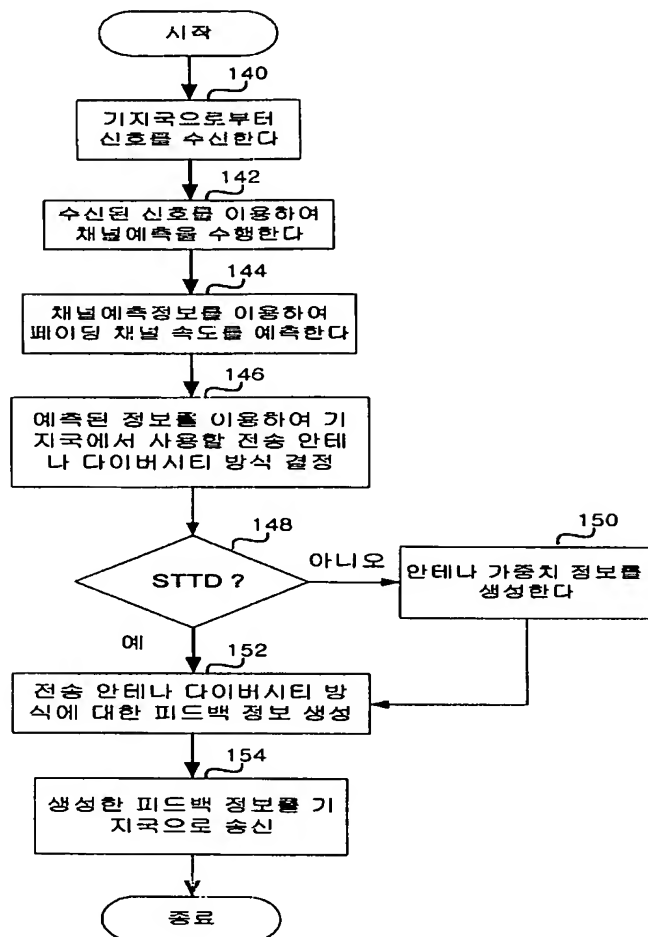 시작
140
기지국으로부터
신호를 수신한다
142
수신된 신호를 이용하여
채널예측을 수행한다
144
채널예측정보를 이용하여
페이딩 채널 속도를 예측한다
146
예측된 정보를 이용하여 기
지국에서 사용할 전송 안테
나 다이버시티 방식 결정
148
STTD ?
아니오
150
안테나 가중치 정보를
생성한다
예
152
전송 안테나 다이버시티 방
식에 대한 피드백 정보 생성
154
생성한 피드백 정보를 기
지국으로 송신
종료